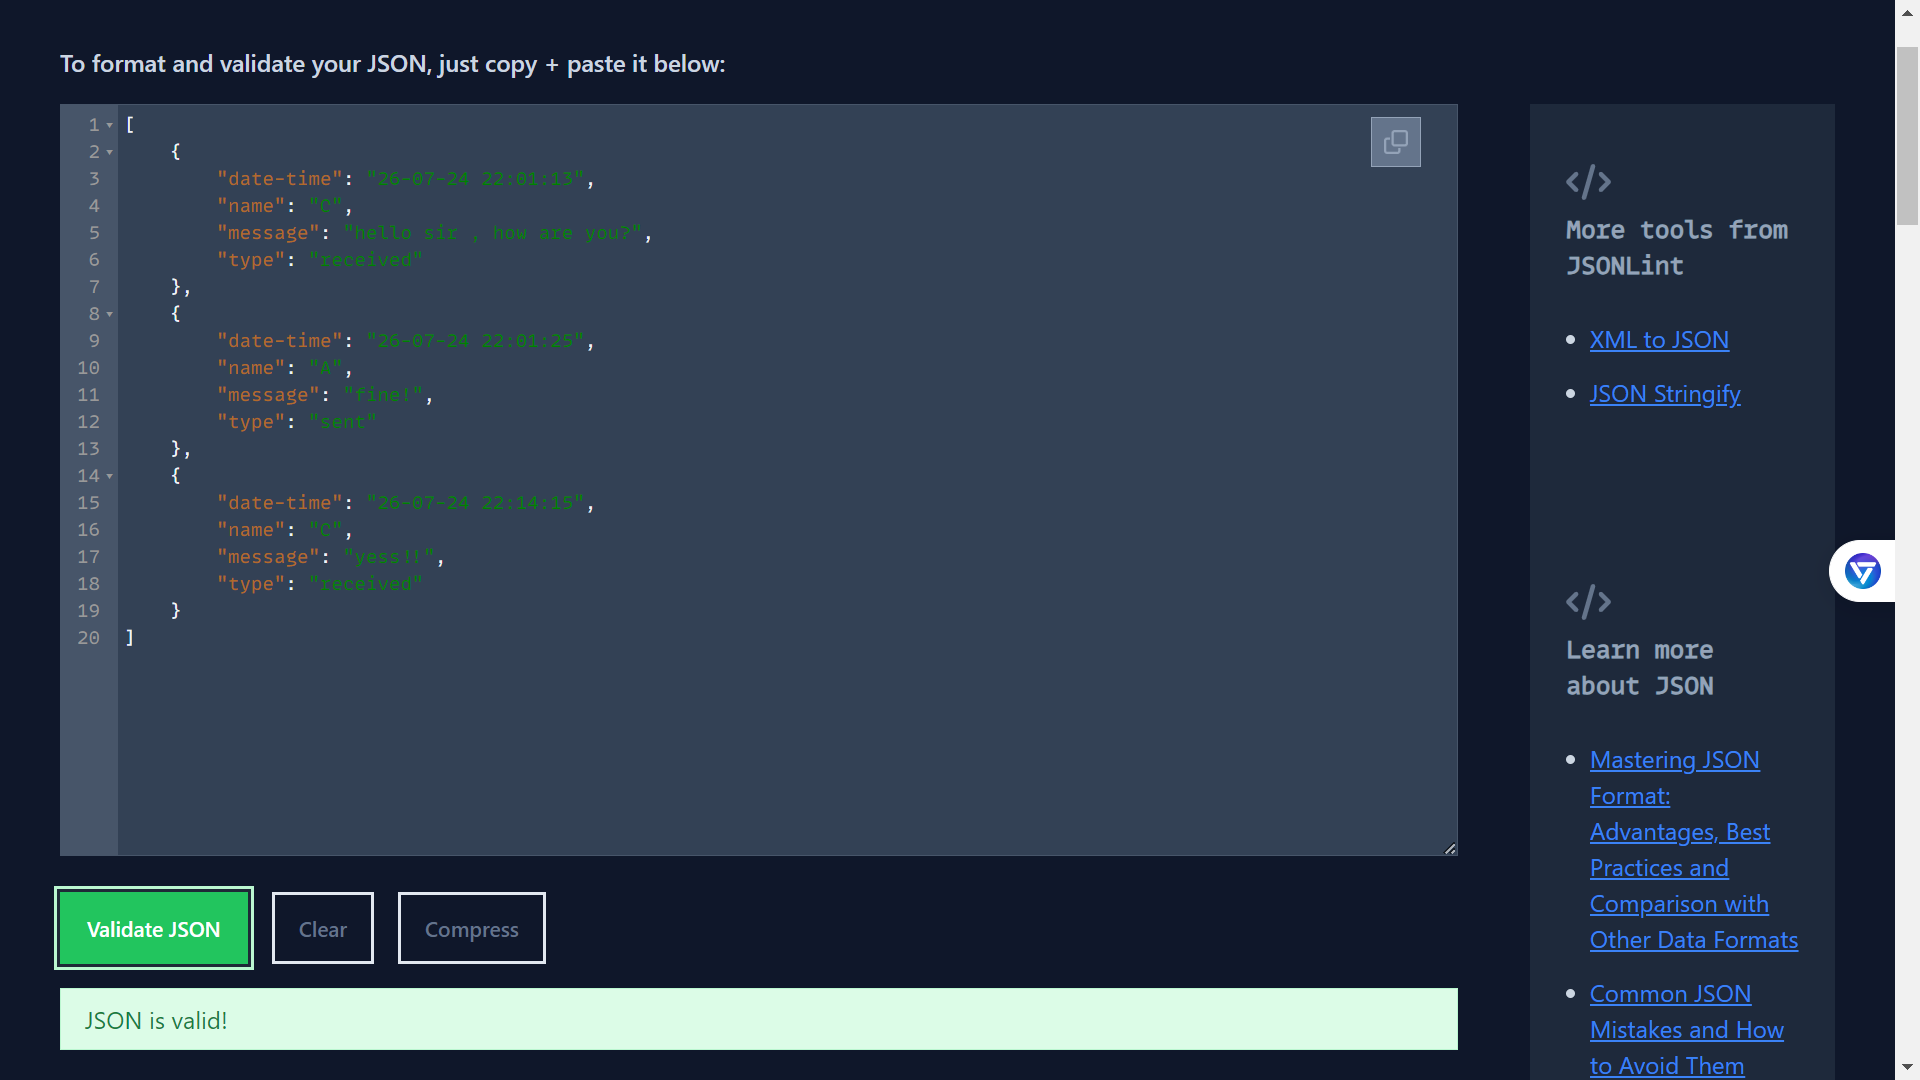 To format and validate your JSON, just copy + paste it below:
1 [
2 {
3 "date-time": "26-07-24 22:01:13",
4 "name": "C",
5 "message": "hello sir , how are you?",
6 "type": "received"
7 },
8 {
9 "date-time": "26-07-24 22:01:25",
10 "name": "A",
11 "message": "fine!",
12 "type": "sent"
13 },
14 {
15 "date-time": "26-07-24 22:14:15",
16 "name": "C",
17 "message": "yess!!",
18 "type": "received"
19 }
20 ]
Validate JSON
Clear
Compress
JSON is valid!
More tools from
JSONLint
XML to JSON
JSON Stringify
Learn more
about JSON
Mastering JSON
Format:
Advantages, Best
Practices and
Comparison with
Other Data Formats
Common JSON
Mistakes and How
to Avoid Them